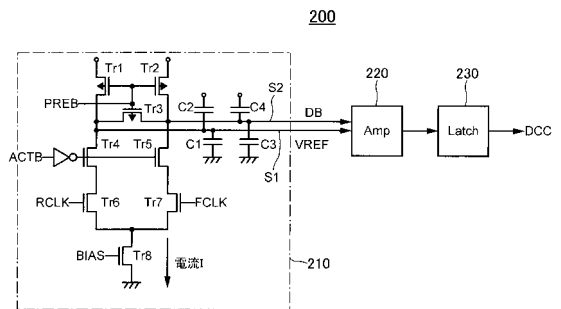 200
Tr1
Tr2
220
230
PREB
Tr3
C2
C4
S2
DB
Amp
Latch
DCC
ACTB
Tr4
Tr5
C1
C3
VREF
S1
RCLK
Tr6
Tr7
FCLK
BIAS
Tr8
電流I
210